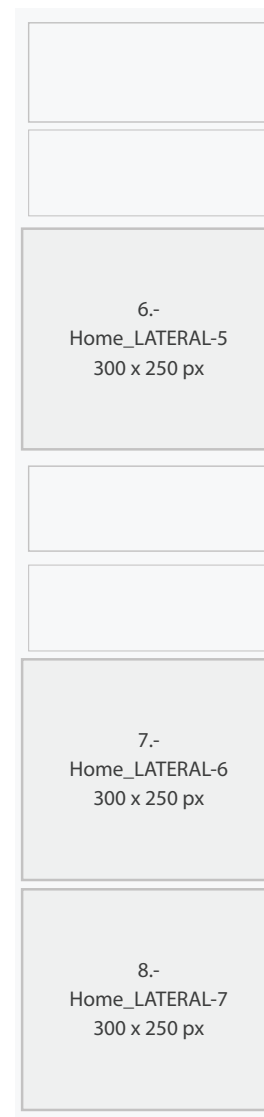 6.-
Home_LATERAL-5
300 x 250 px
7.-
Home_LATERAL-6
300 x 250 px
8.-
Home_LATERAL-7
300 x 250 px